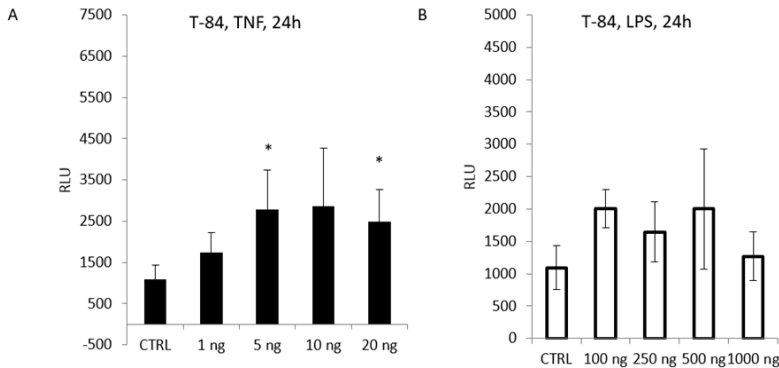 A
T-84, TNF, 24h
7500
6500
5500
4500
3500
2500
1500
500
-500
RLU
*
*
CTRL 1 ng 5 ng 10 ng 20 ng
B
T-84, LPS, 24h
5000
4500
4000
3500
3000
2500
2000
1500
1000
500
0
RLU
CTRL 100 ng 250 ng 500 ng 1000 ng